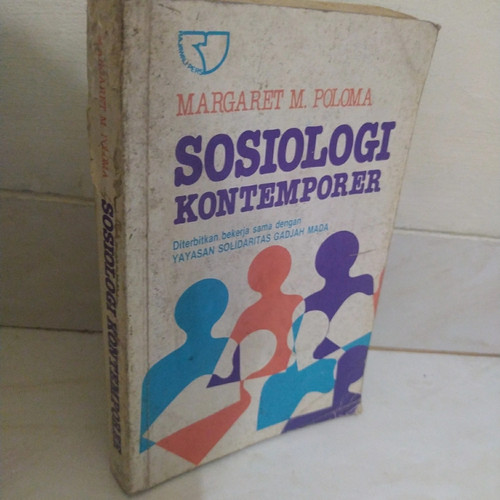 MARGARET M. POLOMA
SOSIOLOGI
KONTEMPORER
Diterbitkan bekerja sama dengan
YAYASAN SOLIDARITAS GADJAH MADA
MARGARET M. POLOMA
SOSIOLOGI KONTEMPORER